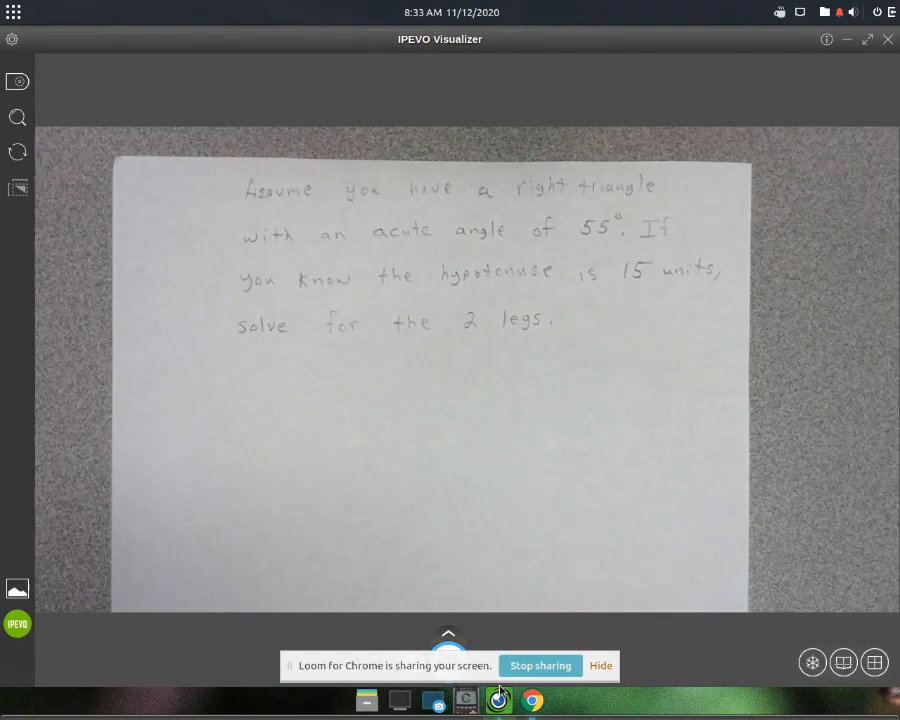 8:33 AM 11/12/2020
IPEVO Visualizer
Assume you have a right triangle
with an acute angle of 55°. If
you know the hypotenuse is 15 units,
solve for the 2 legs.
IPEVO
Loom for Chrome is sharing your screen. Stop sharing Hide